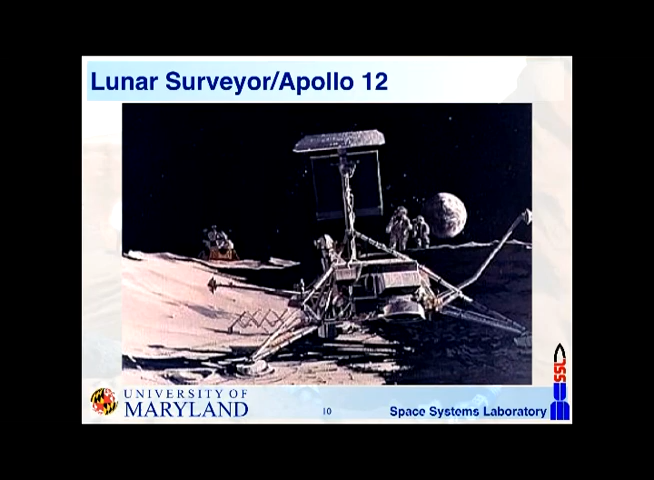 Lunar Surveyor/Apollo 12
UNIVERSITY OF
MARYLAND
10
Space Systems Laboratory
SSL